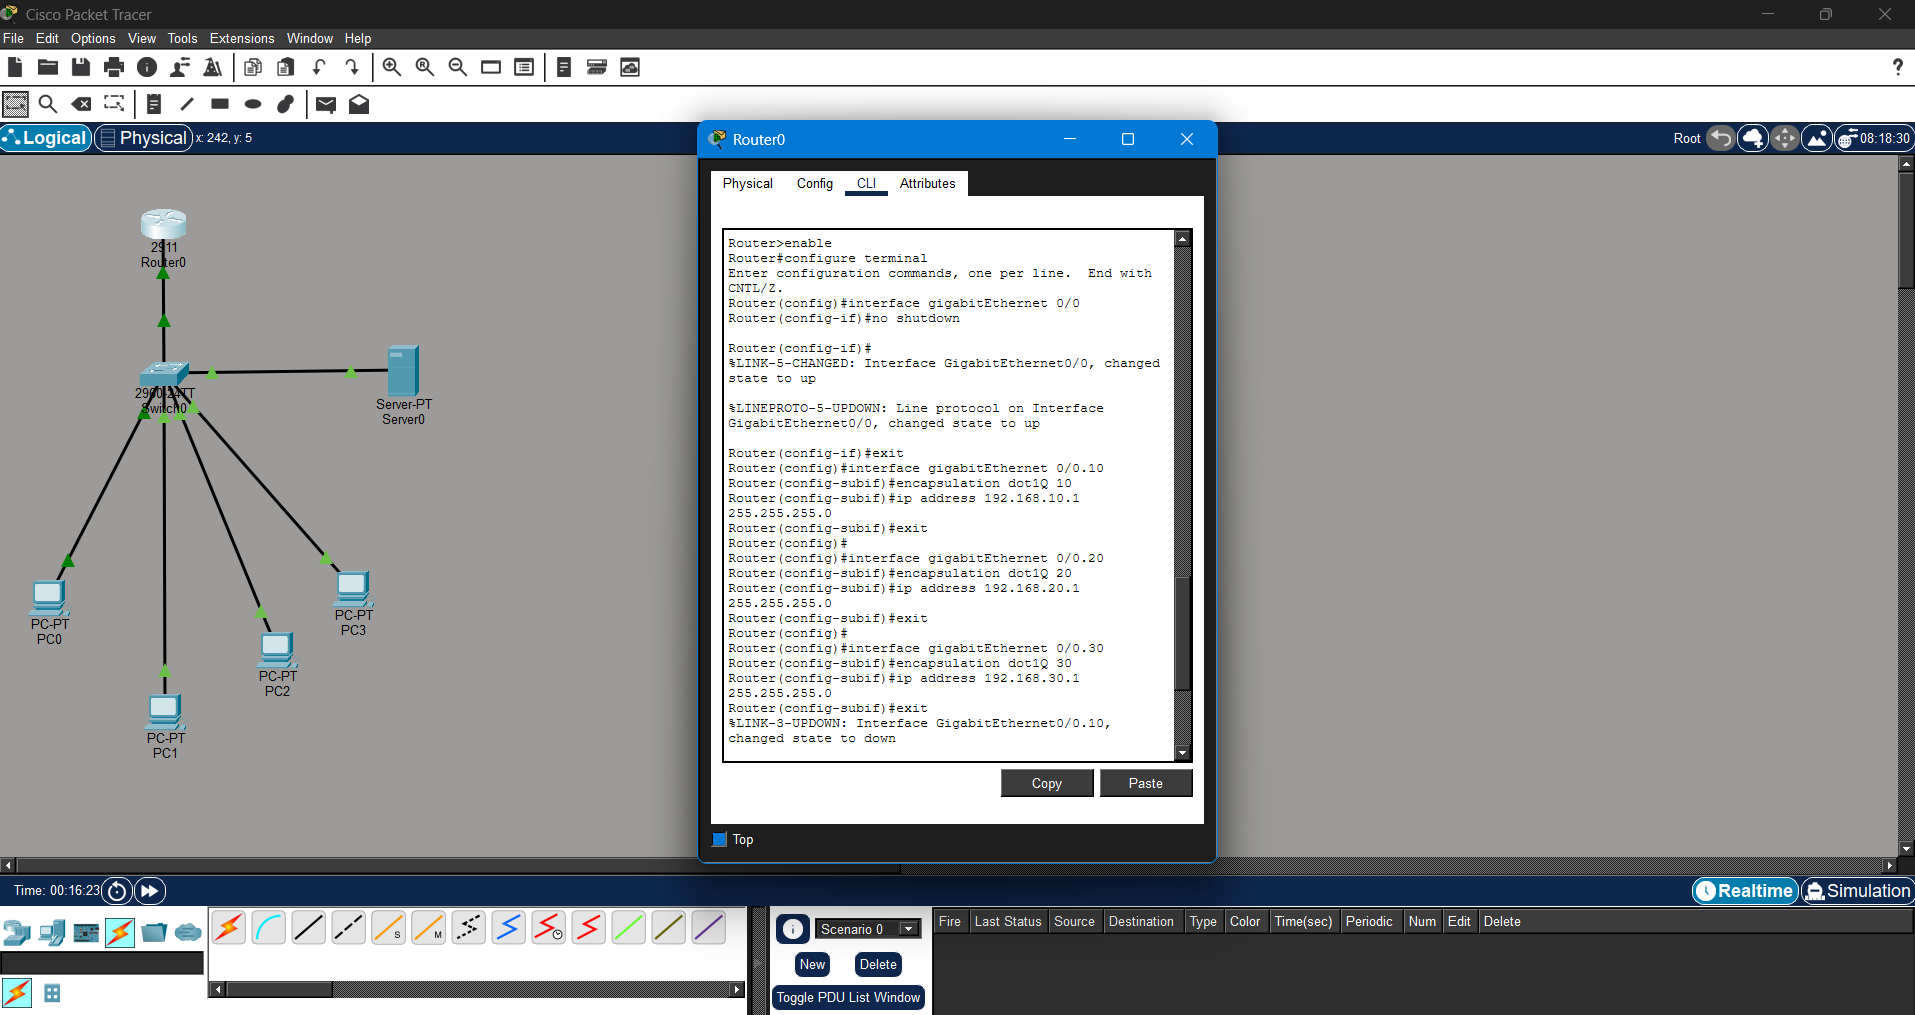 Cisco Packet Tracer
File Edit Options View Tools Extensions Window Help
?
Logical Physical x: 242, y: 5
Root 08:18:30
2911
Router0
2960-24TT
Switch0
Server-PT
Server0
PC-PT
PC0
PC-PT
PC1
PC-PT
PC2
PC-PT
PC3
Router0
Physical Config CLI Attributes
Router>enable
Router#configure terminal
Enter configuration commands, one per line.  End with
CNTL/Z.
Router(config)#interface gigabitEthernet 0/0
Router(config-if)#no shutdown
Router(config-if)#
%LINK-5-CHANGED: Interface GigabitEthernet0/0, changed
state to up
%LINEPROTO-5-UPDOWN: Line protocol on Interface
GigabitEthernet0/0, changed state to up
Router(config-if)#exit
Router(config)#interface gigabitEthernet 0/0.10
Router(config-subif)#encapsulation dot1Q 10
Router(config-subif)#ip address 192.168.10.1
255.255.255.0
Router(config-subif)#exit
Router(config)#
Router(config)#interface gigabitEthernet 0/0.20
Router(config-subif)#encapsulation dot1Q 20
Router(config-subif)#ip address 192.168.20.1
255.255.255.0
Router(config-subif)#exit
Router(config)#
Router(config)#interface gigabitEthernet 0/0.30
Router(config-subif)#encapsulation dot1Q 30
Router(config-subif)#ip address 192.168.30.1
255.255.255.0
Router(config-subif)#exit
%LINK-3-UPDOWN: Interface GigabitEthernet0/0.10,
changed state to down
Copy Paste
Top
Time: 00:16:23
Realtime Simulation
S M
Scenario 0
New Delete
Toggle PDU List Window
Fire Last Status Source Destination Type Color Time(sec) Periodic Num Edit Delete